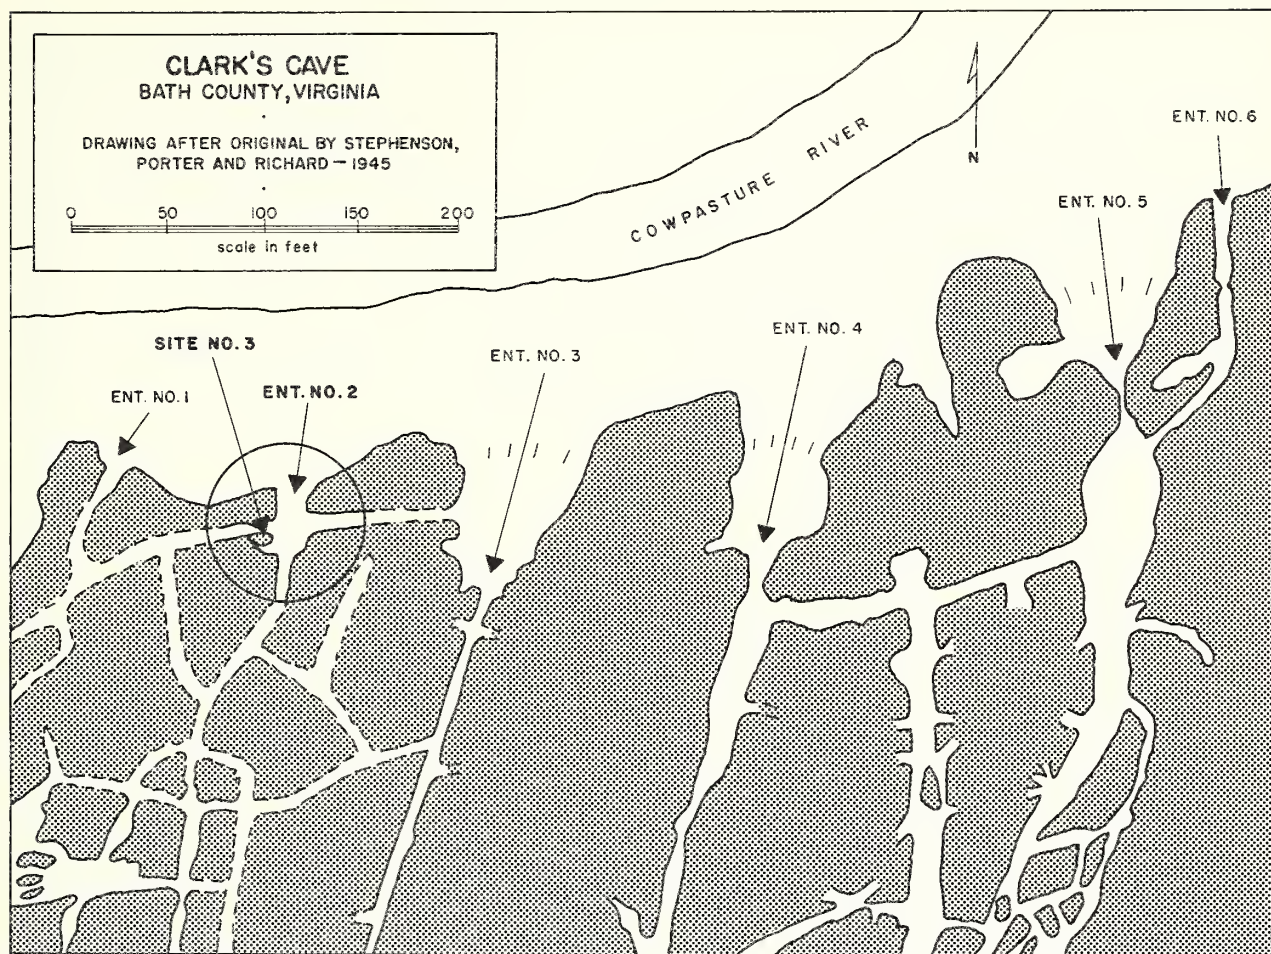 CLARK'S CAVE
BATH COUNTY, VIRGINIA
DRAWING AFTER ORIGINAL BY STEPHENSON,
PORTER AND RICHARD — 1945
0 50 100 150 200
scale in feet
COWPASTURE RIVER
N
ENT. NO. 6
ENT. NO. 5
ENT. NO. 4
SITE NO. 3
ENT. NO. 3
ENT. NO. 1
ENT. NO. 2